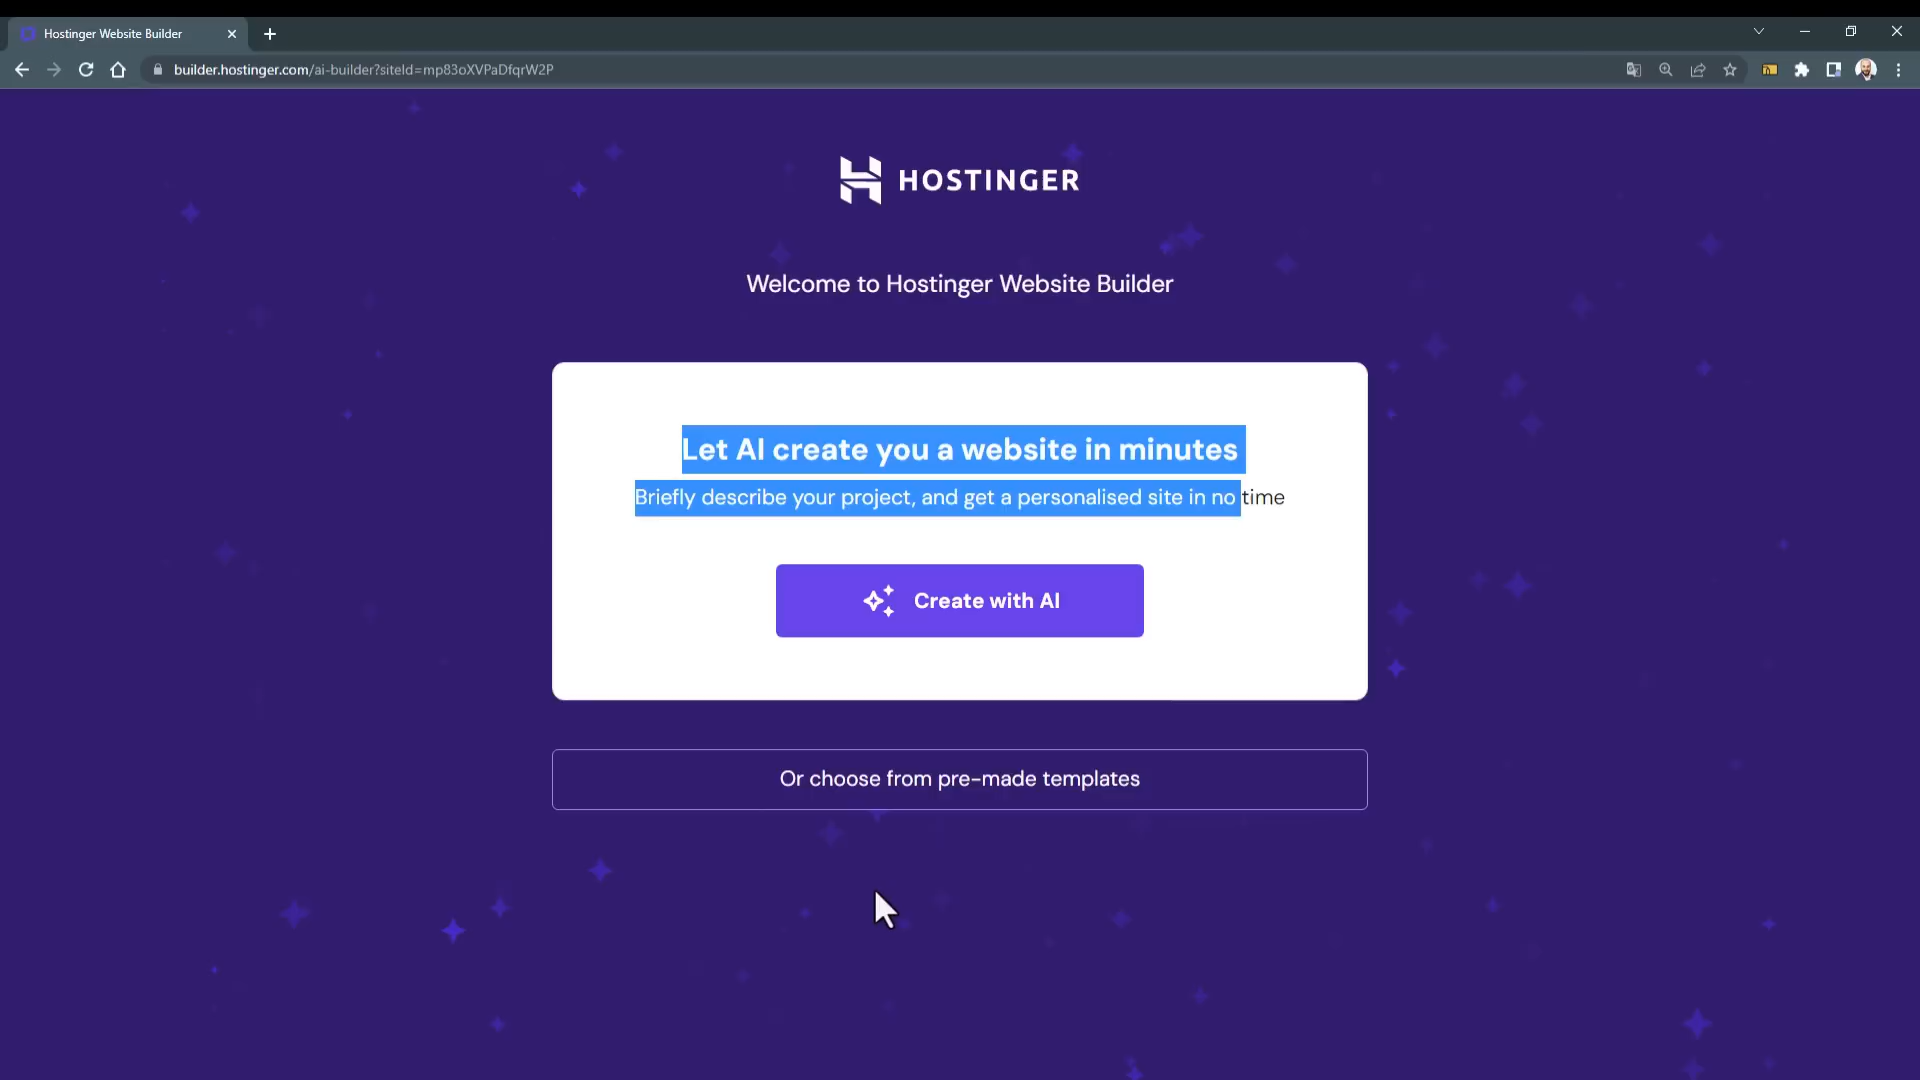 Hostinger Website Builder
builder.hostinger.com/ai-builder?siteId=mp83oXVPaDfqrW2P
HOSTINGER
Welcome to Hostinger Website Builder
Let AI create you a website in minutes
Briefly describe your project, and get a personalised site in no time
Create with AI
Or choose from pre-made templates